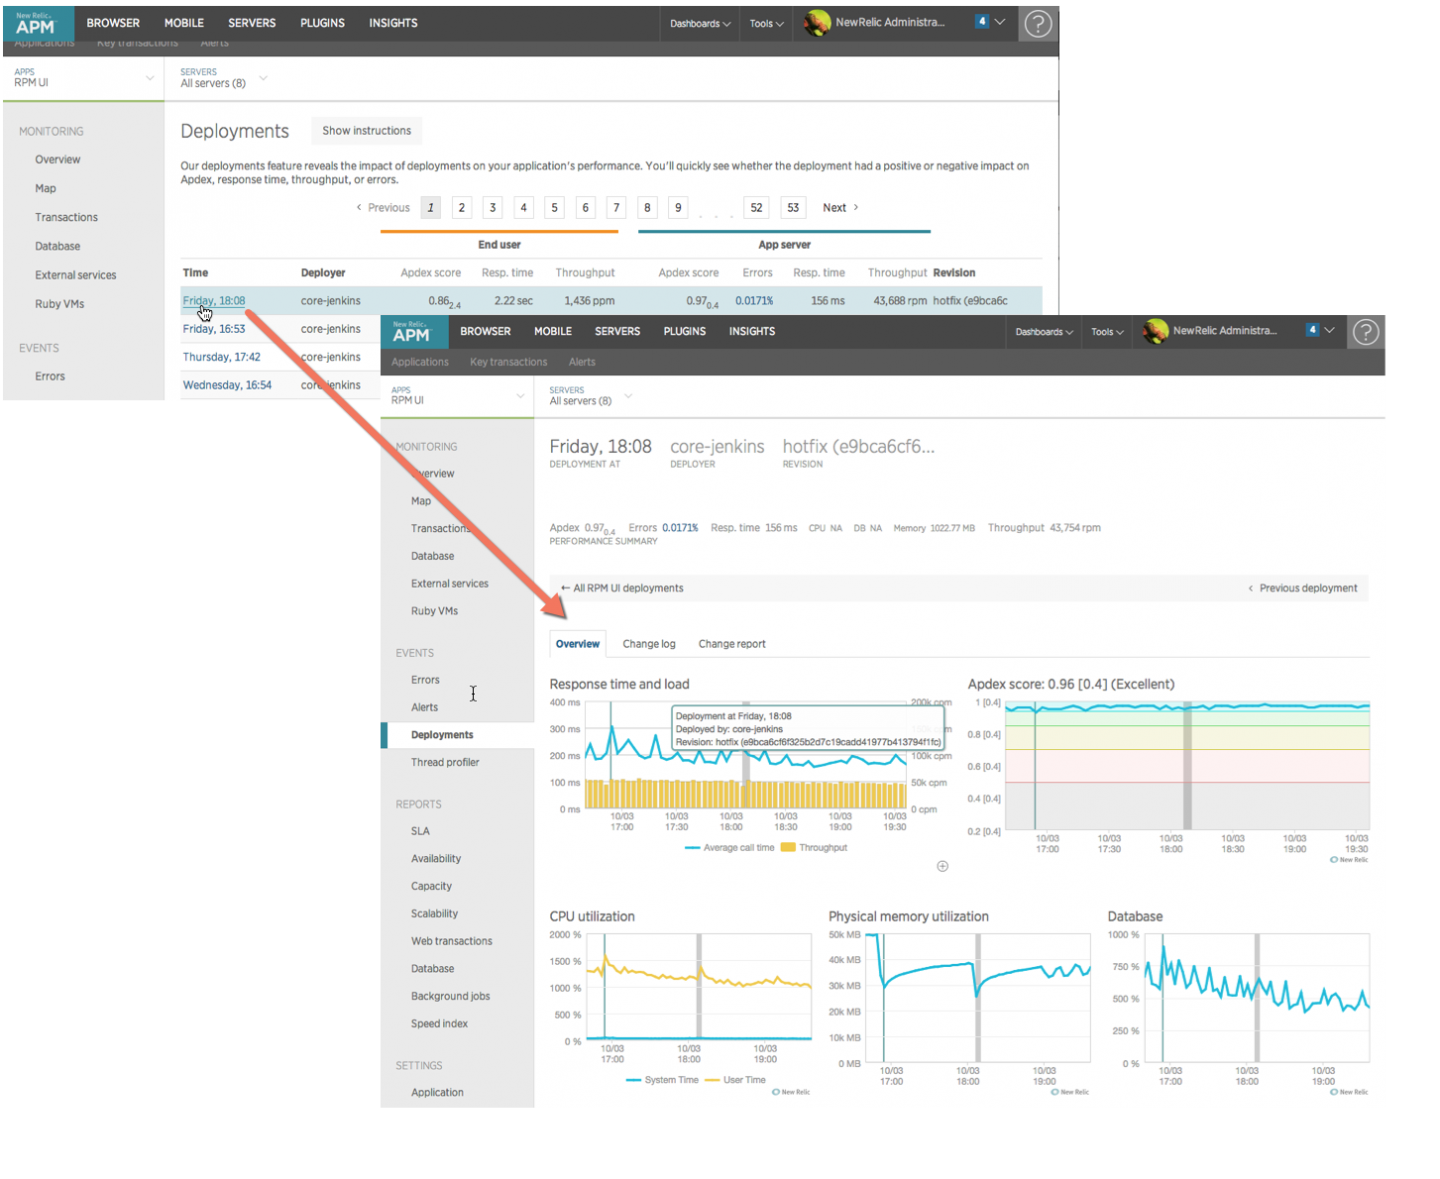 New Relic.
APM
BROWSER MOBILE SERVERS PLUGINS INSIGHTS Dashboards Tools NewRelic Administra... 4 ?
Applications Key transactions Alerts
APPS
RPM UI
SERVERS
All servers (8)
MONITORING
Overview
Map
Transactions
Database
External services
Ruby VMs
EVENTS
Errors
Deployments Show instructions
Our deployments feature reveals the impact of deployments on your application's performance. You'll quickly see whether the deployment had a positive or negative impact on
Apdex, response time, throughput, or errors.
< Previous 1 2 3 4 5 6 7 8 9 . . . 52 53 Next >
End user App server
Time Deployer Apdex score Resp. time Throughput Apdex score Errors Resp. time Throughput Revision
Friday, 18:08 core-jenkins 0.86 2.4 2.22 sec 1,436 ppm 0.97 0.4 0.0171% 156 ms 43,688 rpm hotfix (e9bca6c
Friday, 16:53 core-jenkins
Thursday, 17:42 core-jenkins
Wednesday, 16:54 core-jenkins
New Relic.
APM
BROWSER MOBILE SERVERS PLUGINS INSIGHTS Dashboards Tools NewRelic Administra... 4 ?
Applications Key transactions Alerts
APPS
RPM UI
SERVERS
All servers (8)
MONITORING
Overview
Map
Transactions
Database
External services
Ruby VMs
EVENTS
Errors
Alerts
Deployments
Thread profiler
REPORTS
SLA
Availability
Capacity
Scalability
Web transactions
Database
Background jobs
Speed index
SETTINGS
Application
Friday, 18:08 core-jenkins hotfix (e9bca6cf6...
DEPLOYMENT AT DEPLOYER REVISION
Apdex 0.97 0.4 Errors 0.0171% Resp. time 156 ms CPU NA DB NA Memory 1022.77 MB Throughput 43,754 rpm
PERFORMANCE SUMMARY
← All RPM UI deployments < Previous deployment
Overview Change log Change report
Response time and load
400 ms
300 ms
200 ms
100 ms
0 ms
200k cpm
100k cpm
50k cpm
0 cpm
Deployment at Friday, 18:08
Deployed by: core-jenkins
Revision: hotfix (e9bca6cf6f325b2d7c19cadd41977b413794f1fc)
10/03 10/03 10/03 10/03 10/03 10/03
17:00 17:30 18:00 18:30 19:00 19:30
Average call time Throughput
Apdex score: 0.96 [0.4] (Excellent)
1 [0.4]
0.8 [0.4]
0.6 [0.4]
0.4 [0.4]
0.2 [0.4]
10/03 10/03 10/03 10/03 10/03 10/03
17:00 17:30 18:00 18:30 19:00 19:30
New Relic
CPU utilization
2000 %
1500 %
1000 %
500 %
0 %
10/03 10/03 10/03
17:00 18:00 19:00
System Time User Time
New Relic
Physical memory utilization
50k MB
40k MB
30k MB
20k MB
10k MB
0 MB
10/03 10/03 10/03
17:00 18:00 19:00
New Relic
Database
1000 %
750 %
500 %
250 %
0 %
10/03 10/03 10/03
17:00 18:00 19:00
New Relic